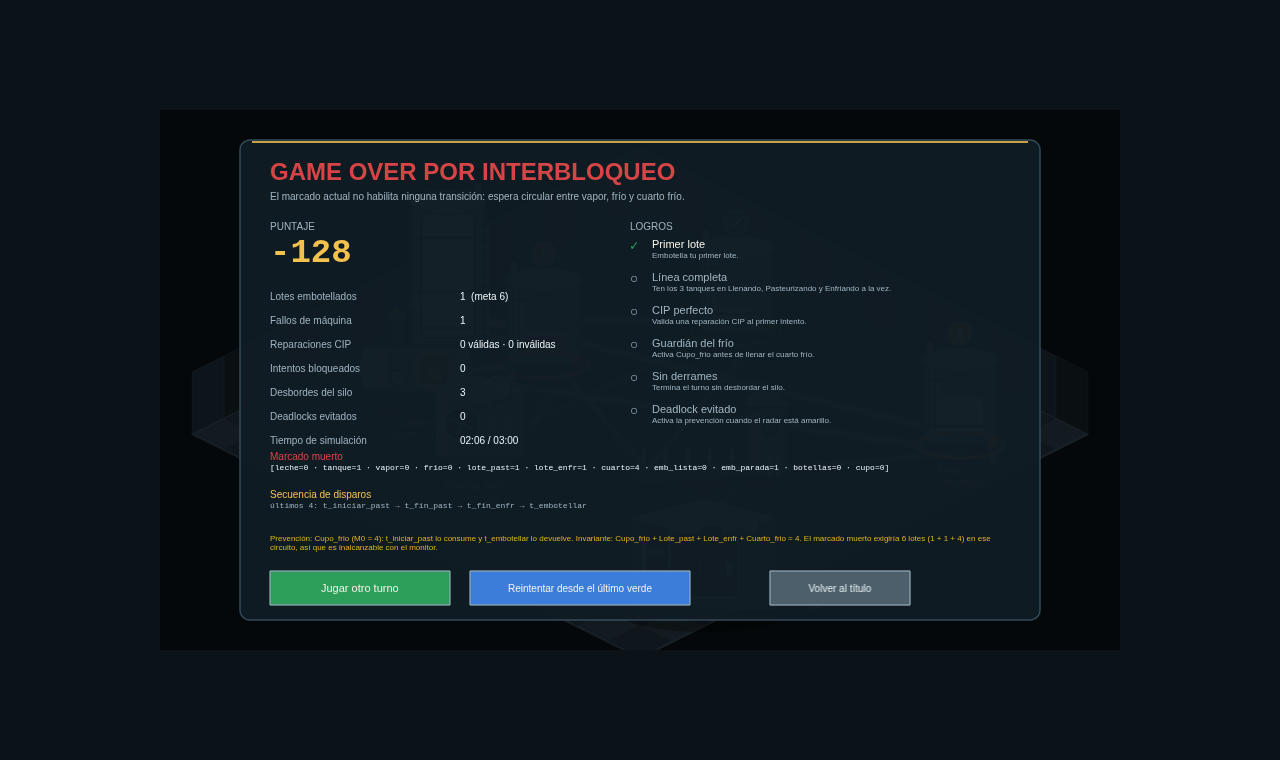 GAME OVER POR INTERBLOQUEO
El marcado actual no habilita ninguna transición: espera circular entre vapor, frío y cuarto frío.
PUNTAJE
-128
Lotes embotellados 1 (meta 6)
Fallos de máquina 1
Reparaciones CIP 0 válidas · 0 inválidas
Intentos bloqueados 0
Desbordes del silo 3
Deadlocks evitados 0
Tiempo de simulación 02:06 / 03:00
LOGROS
✓ Primer lote
Embotella tu primer lote.
○ Línea completa
Ten los 3 tanques en Llenando, Pasteurizando y Enfriando a la vez.
○ CIP perfecto
Valida una reparación CIP al primer intento.
○ Guardián del frío
Activa Cupo_frio antes de llenar el cuarto frío.
○ Sin derrames
Termina el turno sin desbordar el silo.
○ Deadlock evitado
Activa la prevención cuando el radar está amarillo.
Marcado muerto
[leche=0 · tanque=1 · vapor=0 · frio=0 · lote_past=1 · lote_enfr=1 · cuarto=4 · emb_lista=0 · emb_parada=1 · botellas=0 · cupo=0]
Secuencia de disparos
últimos 4: t_iniciar_past → t_fin_past → t_fin_enfr → t_embotellar
Prevención: Cupo_frio (M0 = 4): t_iniciar_past lo consume y t_embotellar lo devuelve. Invariante: Cupo_frio + Lote_past + Lote_enfr + Cuarto_frio = 4. El marcado muerto exigiría 6 lotes (1 + 1 + 4) en ese
circuito, así que es inalcanzable con el monitor.
Jugar otro turno
Reintentar desde el último verde
Volver al título